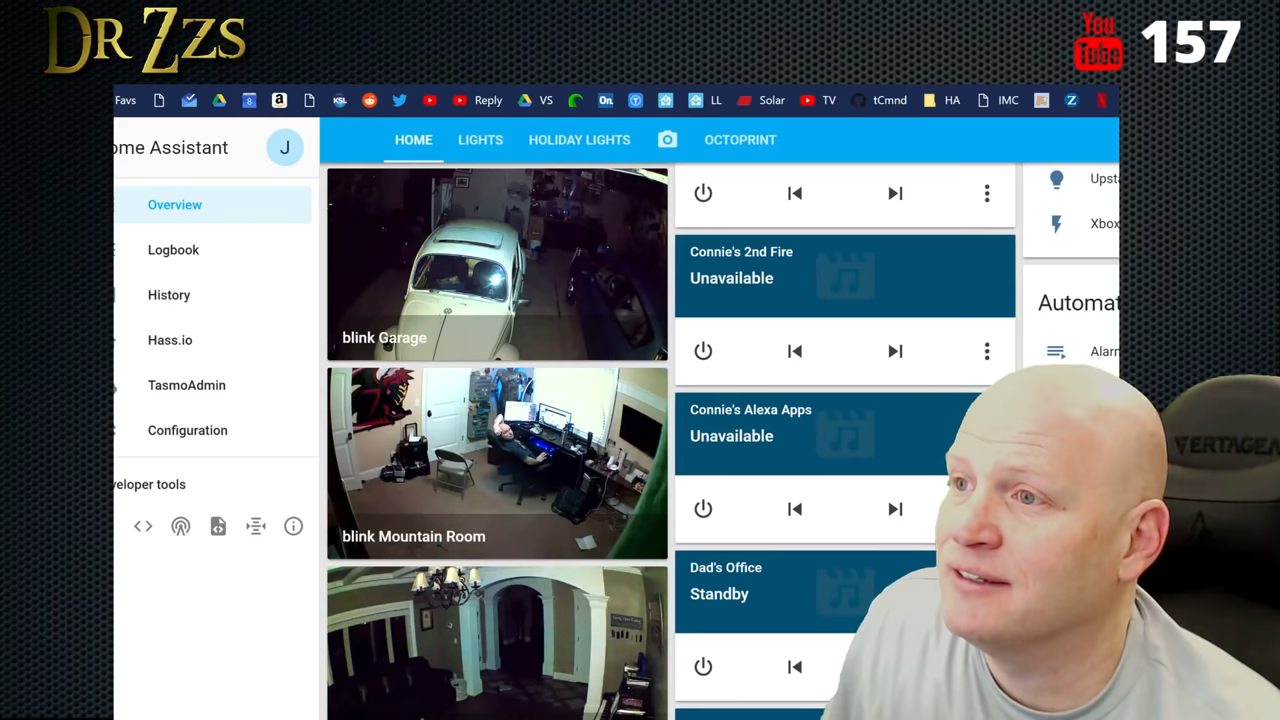 DR ZZS
You
Tube
157
Favs
KSL
Reply
VS
On.
LL
Solar
TV
tCmnd
HA
IMC
Z
N
ome Assistant
J
HOME
LIGHTS
HOLIDAY LIGHTS
OCTOPRINT
Overview
Logbook
History
Hass.io
TasmoAdmin
Configuration
veloper tools
blink Garage
blink Mountain Room
Connie's 2nd Fire
Unavailable
Connie's Alexa Apps
Unavailable
Dad's Office
Standby
Upsta
Xbox
Automat
Alarn
VERTAGEA